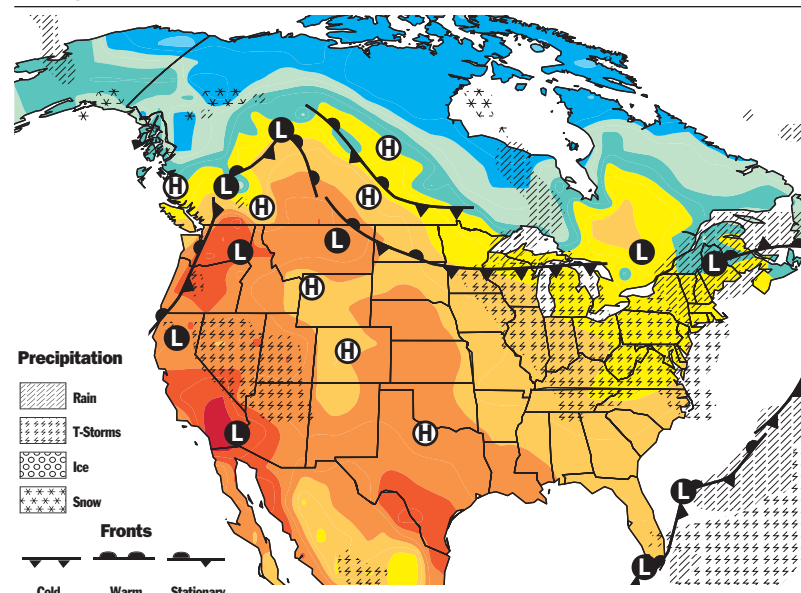 L
H
H
L
H
H
L
L
L
L
H
L
H
L
H
L
L
Precipitation
Rain
T-Storms
Ice
Snow
Fronts
Cold Warm Stationary